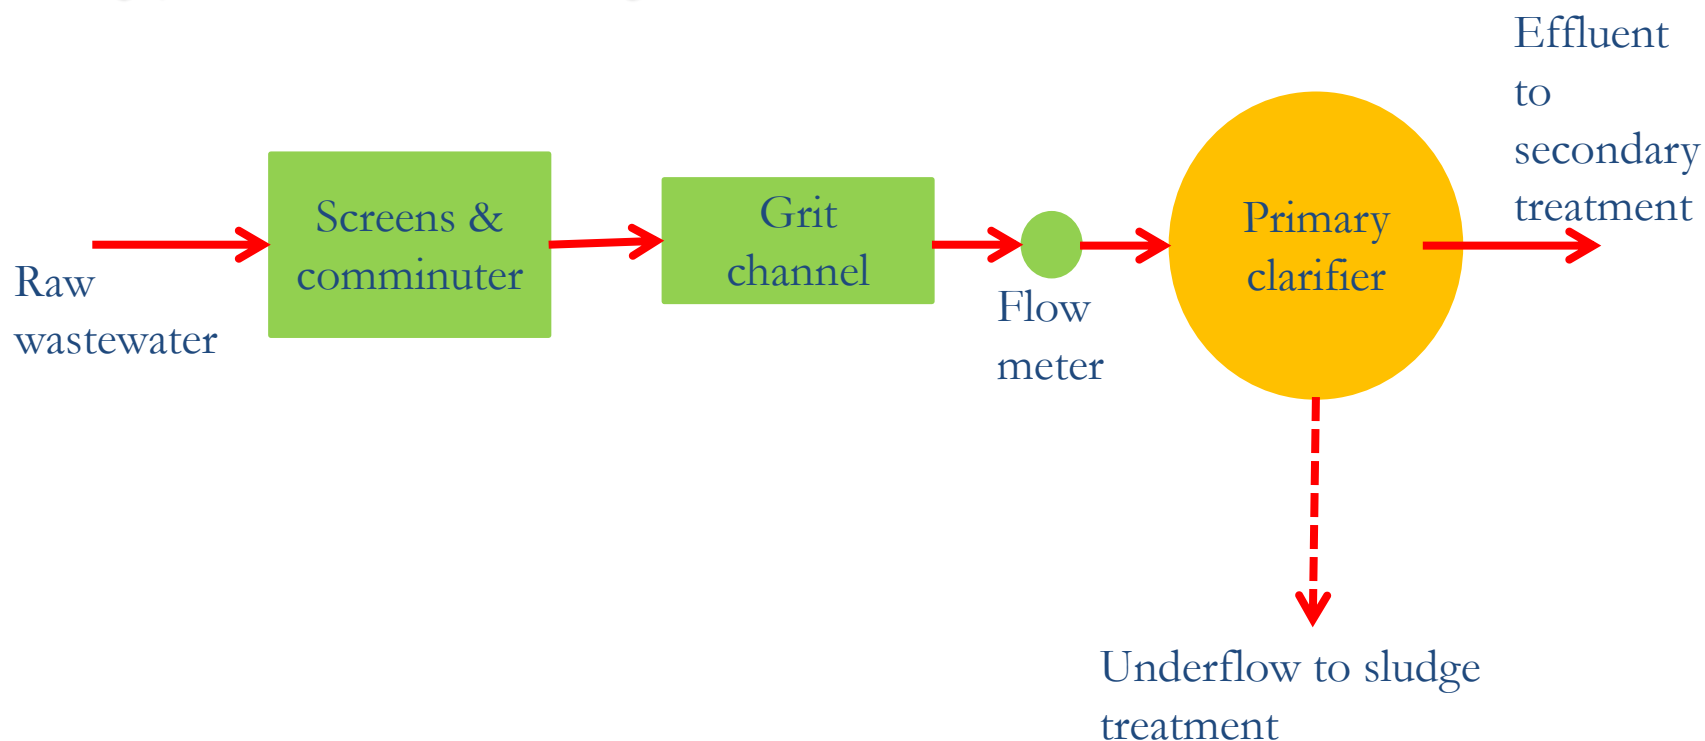 Raw
wastewater
Screens &
comminuter
Grit
channel
Flow
meter
Primary
clarifier
Effluent
to
secondary
treatment
Underflow to sludge
treatment